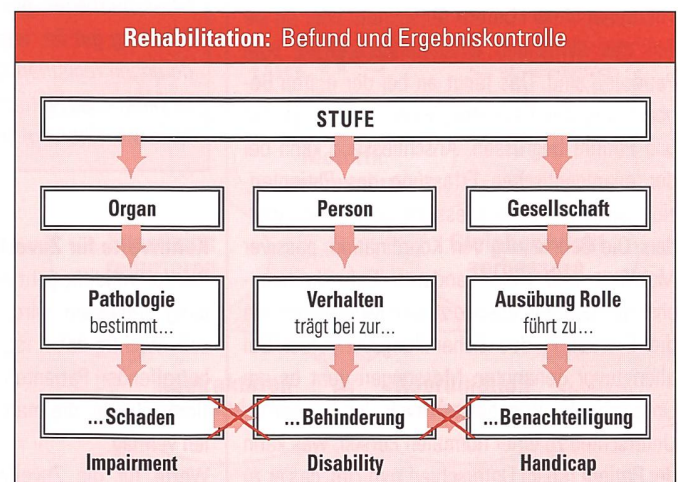 Rehabilitation: Befund und Ergebniskontrolle
STUFE
Organ
Person
Gesellschaft
Pathologie
bestimmt...
Verhalten
trägt bei zur...
Ausübung Rolle
führt zu...
...Schaden
...Behinderung
...Benachteiligung
Impairment
Disability
Handicap